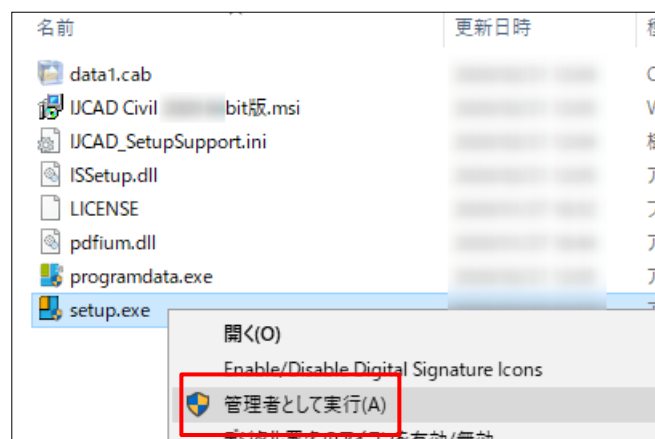 名前 更新日時
data1.cab
IJCAD Civil bit版.msi
IJCAD_SetupSupport.ini
ISSetup.dll
LICENSE
pdfium.dll
programdata.exe
setup.exe
開く(O)
Enable/Disable Digital Signature Icons
管理者として実行(A)